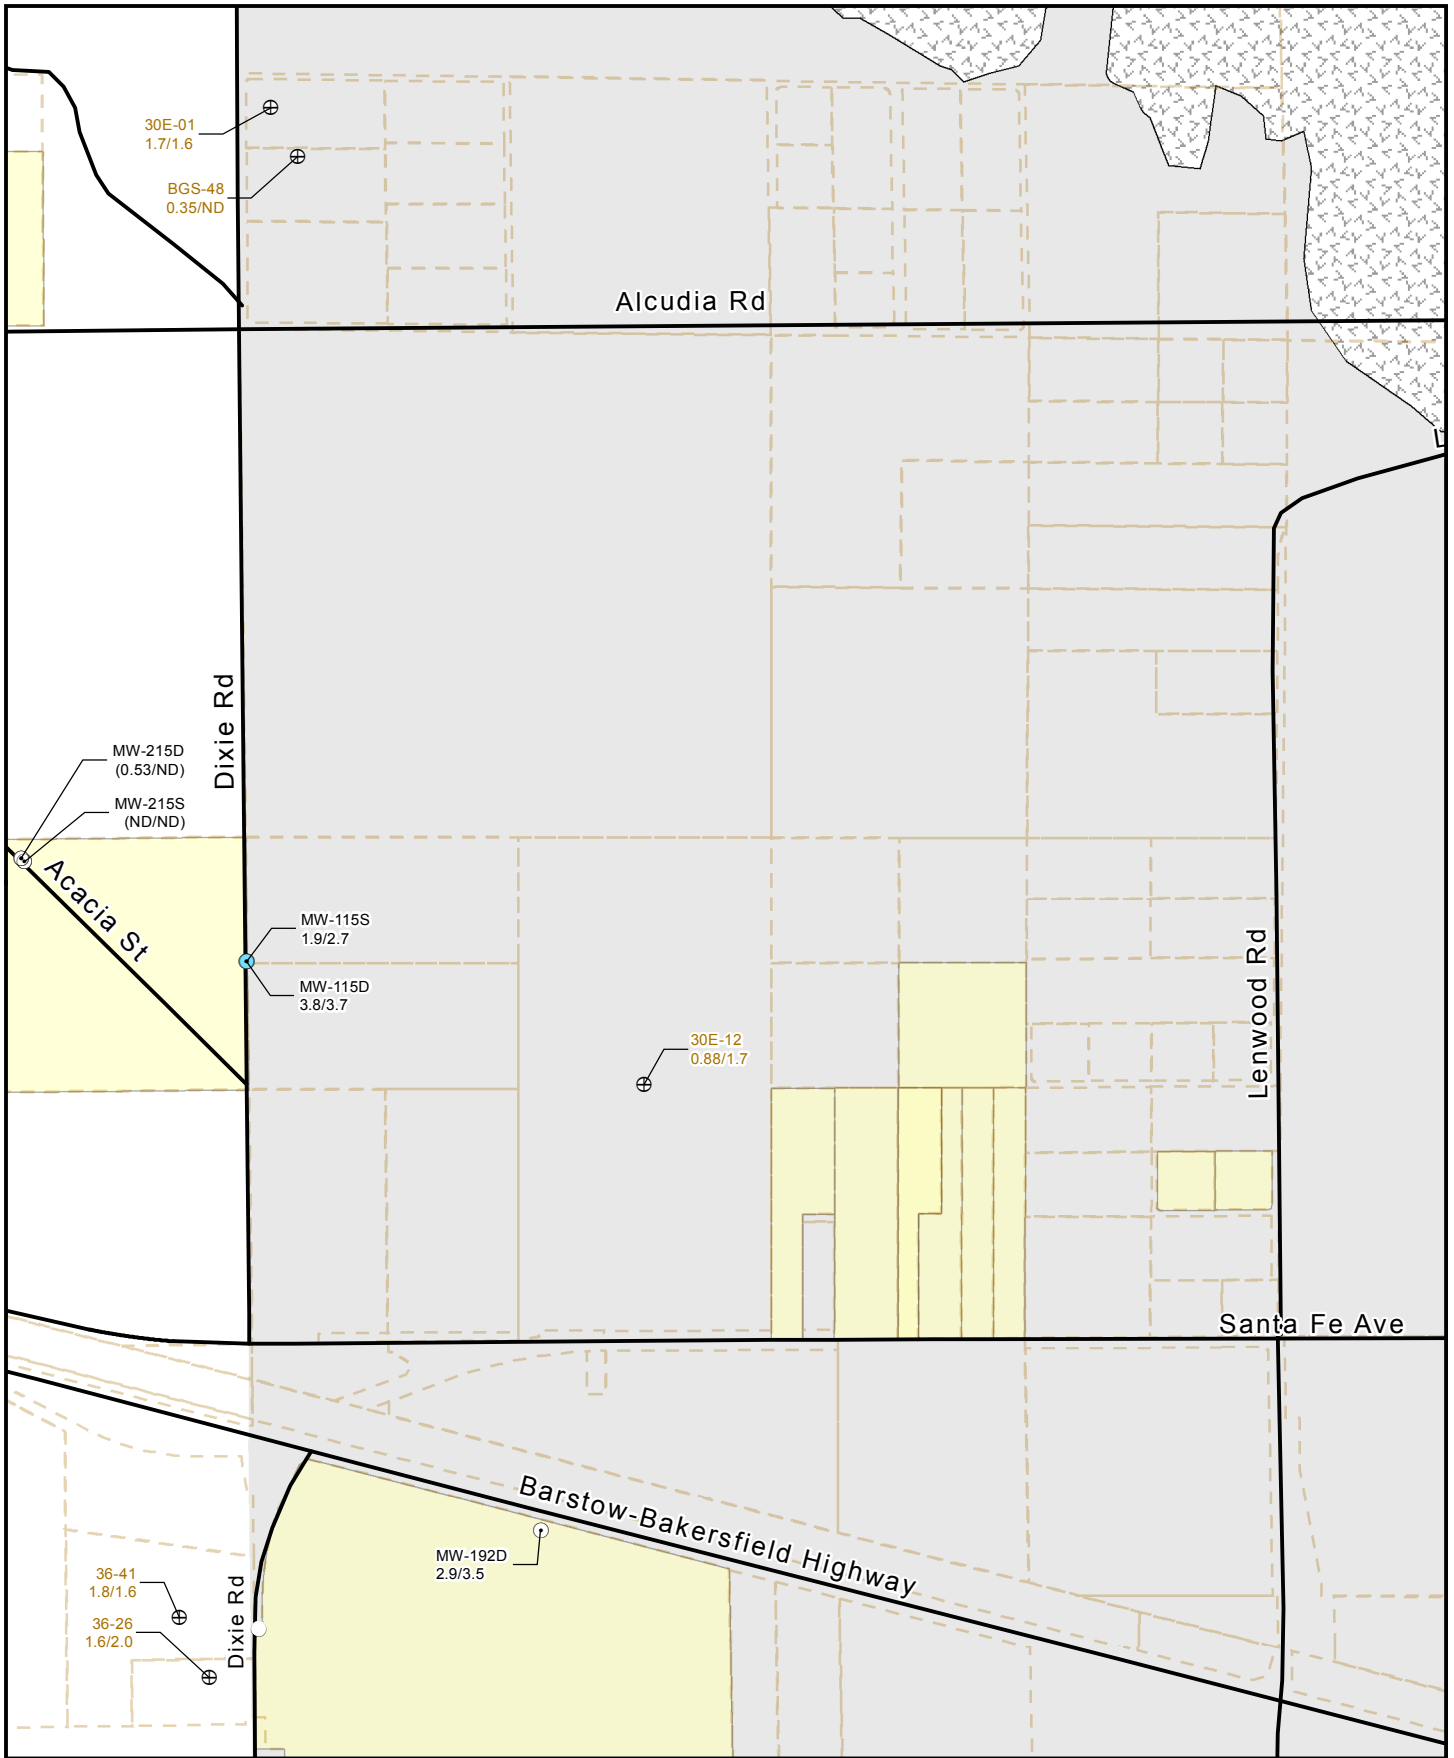 30E-01
1.7/1.6
BGS-48
0.35/ND
Alcudia Rd
Dixie Rd
MW-215D
(0.53/ND)
MW-215S
(ND/ND)
Acacia St
MW-115S
1.9/2.7
MW-115D
3.8/3.7
30E-12
0.88/1.7
Lenwood Rd
Santa Fe Ave
Barstow-Bakersfield Highway
MW-192D
2.9/3.5
36-41
1.8/1.6
36-26
1.6/2.0
Dixie Rd